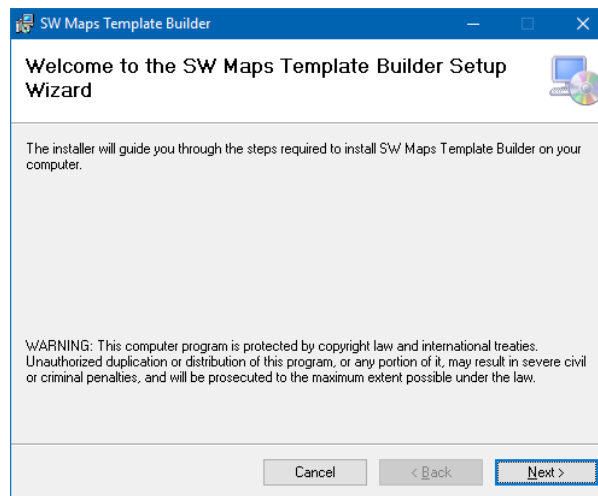 SW Maps Template Builder
Welcome to the SW Maps Template Builder Setup
Wizard
The installer will guide you through the steps required to install SW Maps Template Builder on your
computer.
WARNING: This computer program is protected by copyright law and international treaties.
Unauthorized duplication or distribution of this program, or any portion of it, may result in severe civil
or criminal penalties, and will be prosecuted to the maximum extent possible under the law.
Cancel < Back Next >